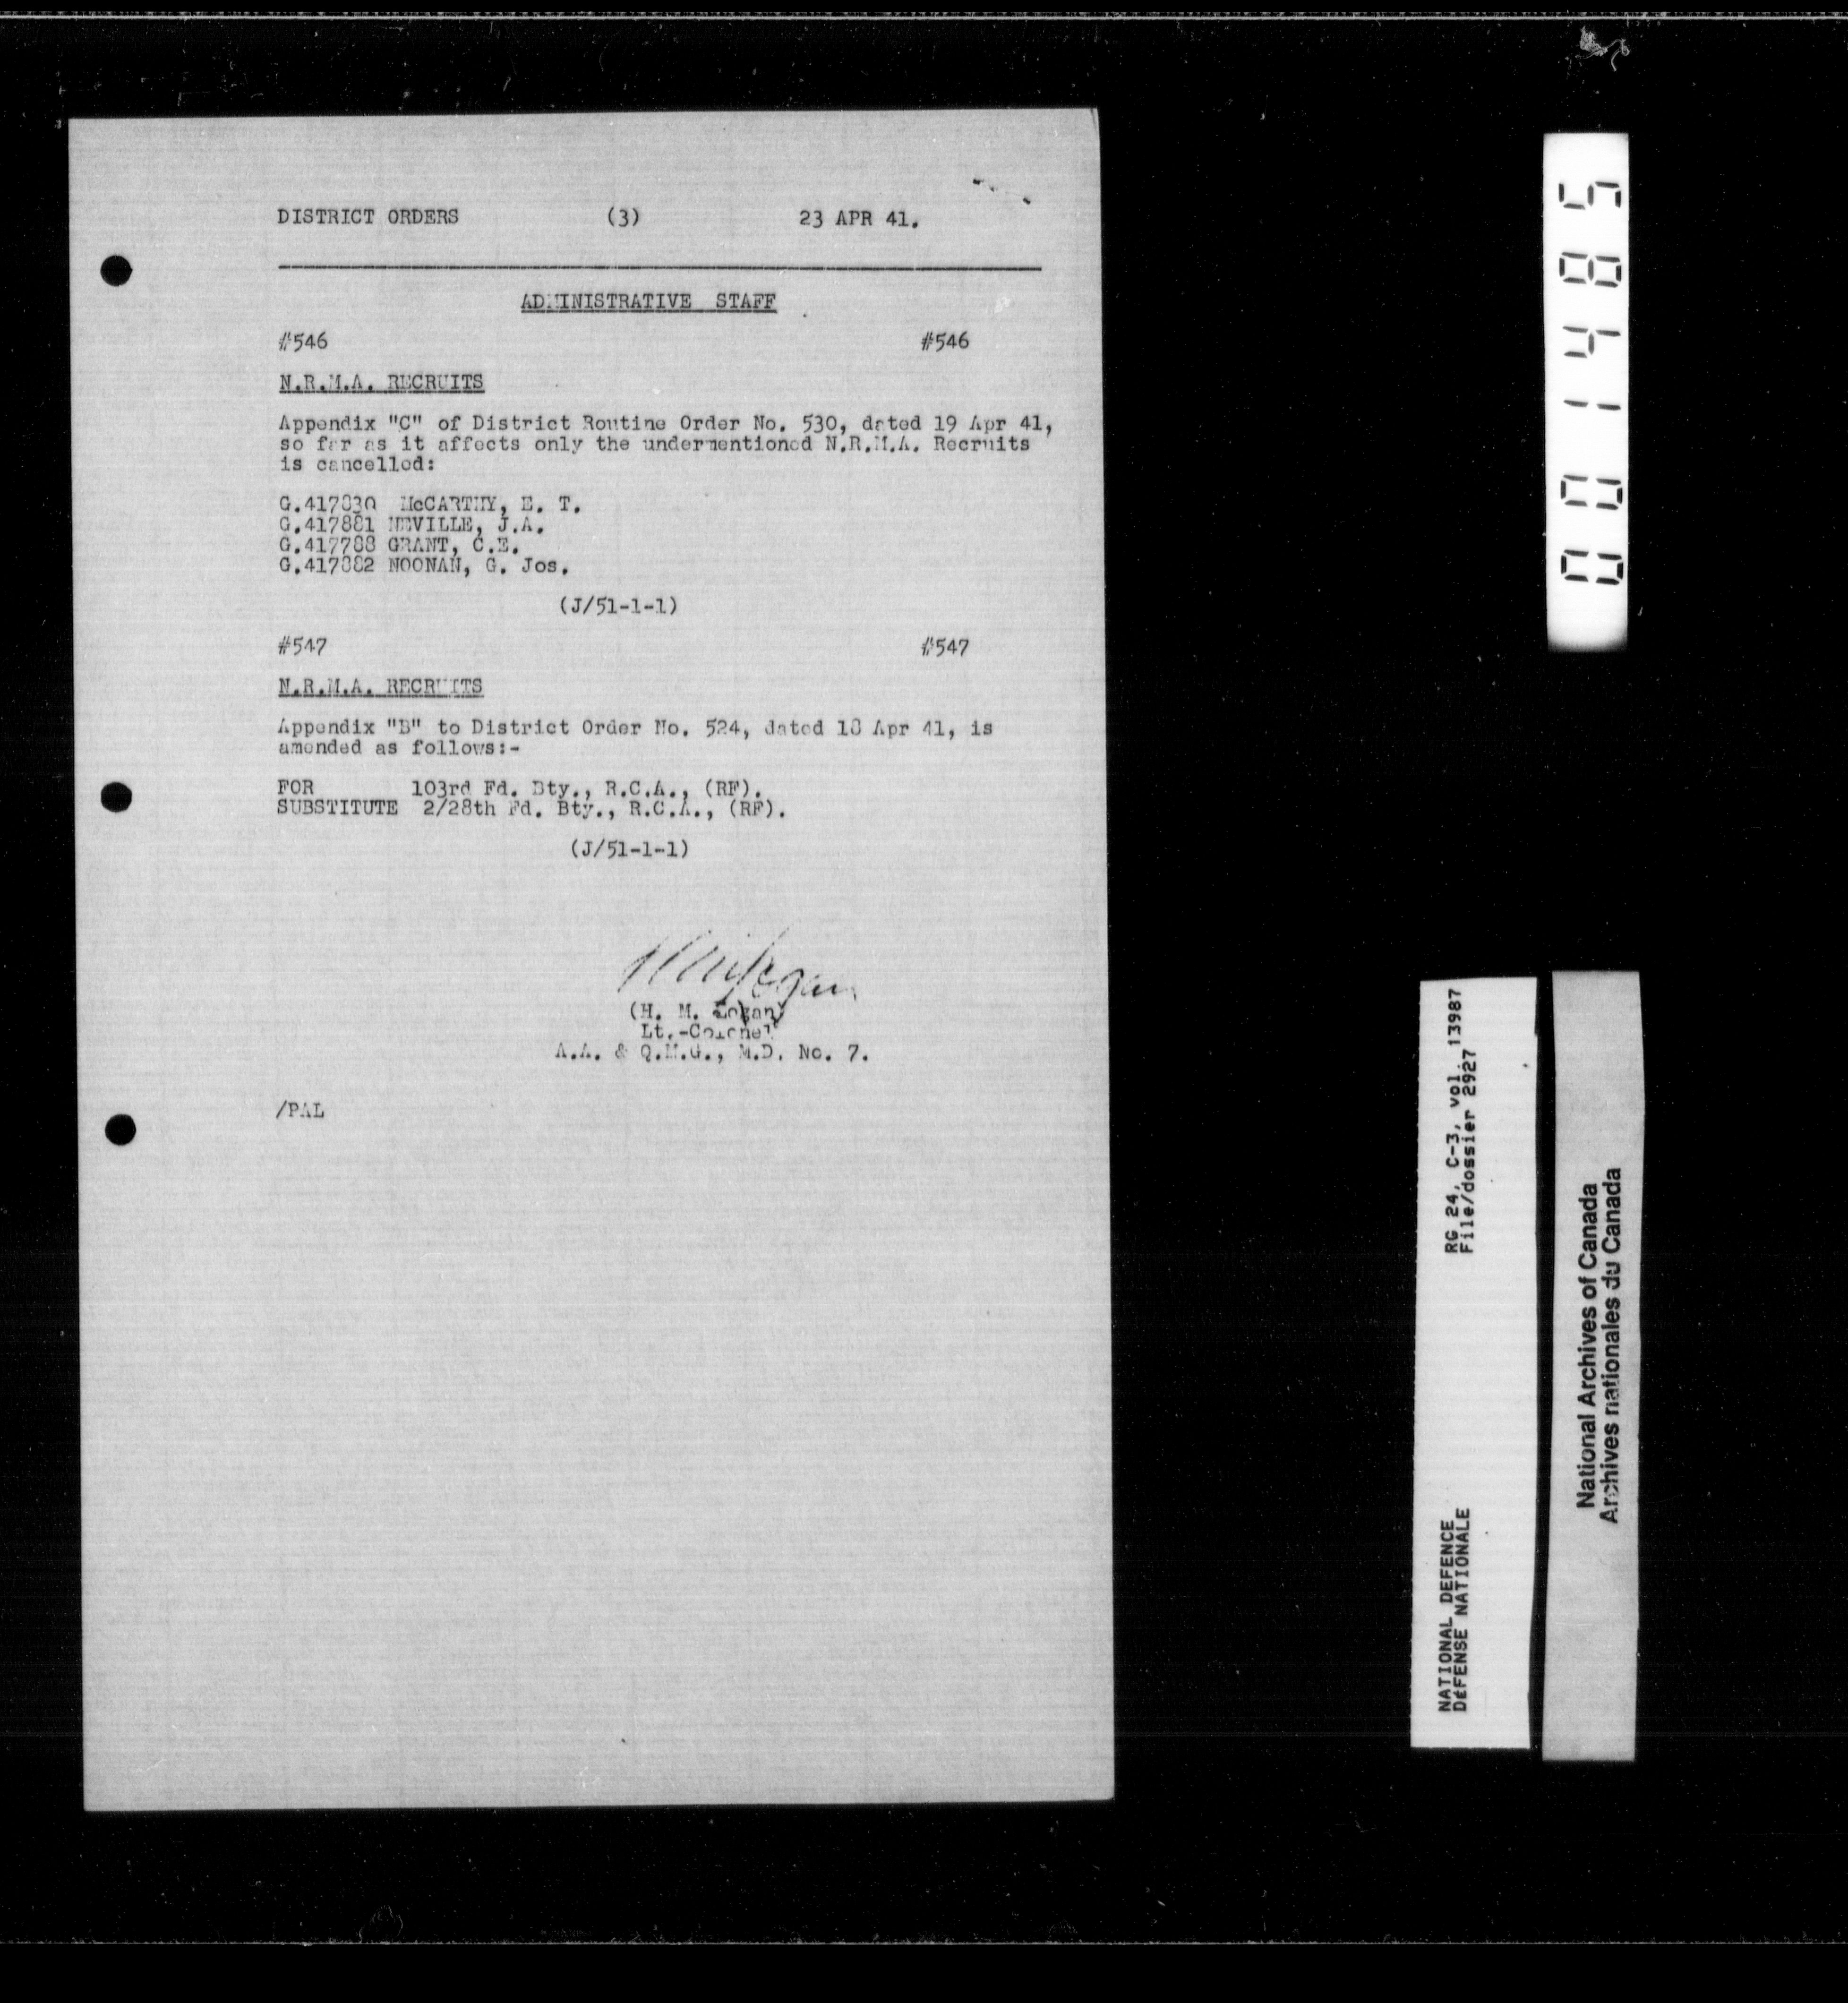 DISTRICT ORDERS (3) 23 APR 41.
ADMINISTRATIVE STAFF
#546 #546
N.R.M.A. RECRUITS
Appendix "C" of District Routine Order No. 530, dated 19 Apr 41,
so far as it affects only the undermentioned N.R.M.A. Recruits
is cancelled:
McCARTHY, E. T.
G.417881 NEVILLE, J.A.
G.417788 GRANT, C.E.
G.417882 NOONAN, G. Jos.
(J/51-1-1)
#547 #547
N.R.M.A. RECRUITS
Appendix "B" to District Order No. 524, dated 18 Apr 41, is
amended as follows:-
FOR 103rd Fd. Bty., R.C.A., (RF).
SUBSTITUTE 2/28th Fd. Bty., R.C.A., (RF).
(J/51-1-1)
(H. M. Logan)
Lt.-Colonel
A.A. & Q.M.G., M.D. No. 7.
/PAL
001485
NATIONAL DEFENCE RG 24, C-3, vol. 13987
DÉFENSE NATIONALE File/dossier 2927
National Archives of Canada
Archives nationales du Canada